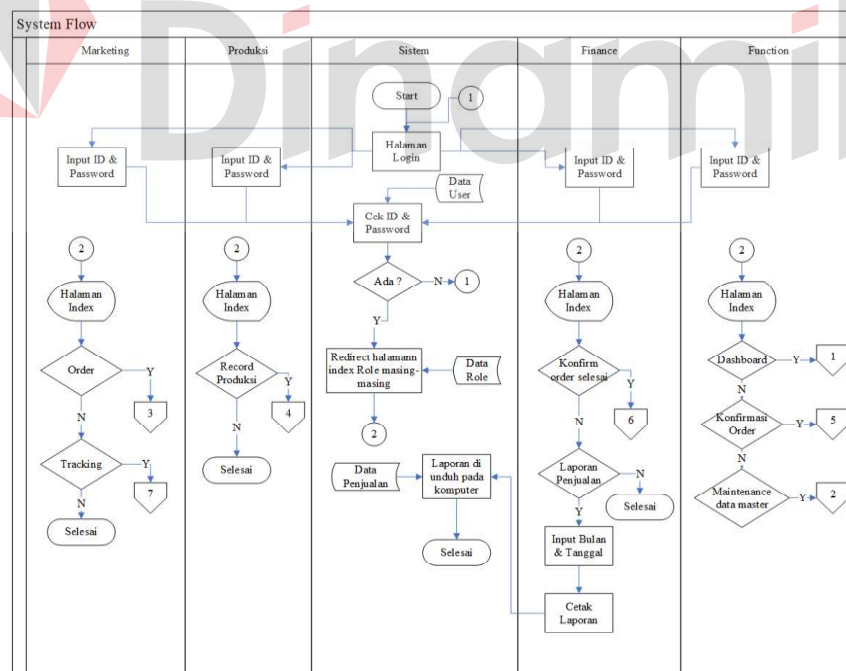 Dinamik
System Flow
Marketing
Produksi
Sistem
Finance
Function
Start
1
Halaman
Login
Input ID &
Password
Input ID &
Password
Input ID &
Password
Input ID &
Password
Data
User
Cek ID &
Password
2
Halaman
Index
Order
Y
3
N
Tracking
Y
7
N
Selesai
2
Halaman
Index
Record
Produksi
Y
4
N
Selesai
Ada ?
N
1
Y
Redirect halamann
index Role masing-
masing
Data
Role
2
Data
Penjualan
Laporan di
unduh pada
komputer
Selesai
2
Halaman
Index
Konfirm
order selesai
Y
6
N
Laporan
Penjualan
N
Selesai
Y
Input Bulan
& Tanggal
Cetak
Laporan
2
Halaman
Index
Dashboard
Y
1
N
Konfirmasi
Order
Y
5
N
Maintenance
data master
Y
2